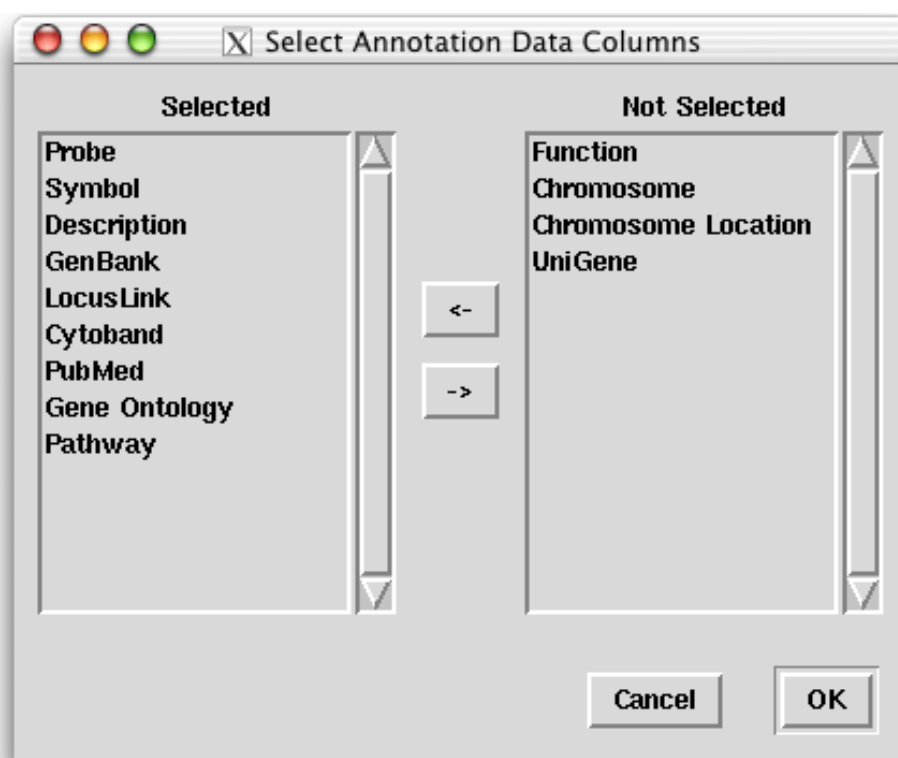 X Select Annotation Data Columns
Selected
Probe
Symbol
Description
GenBank
LocusLink
Cytoband
PubMed
Gene Ontology
Pathway
<-
->
Not Selected
Function
Chromosome
Chromosome Location
UniGene
Cancel
OK